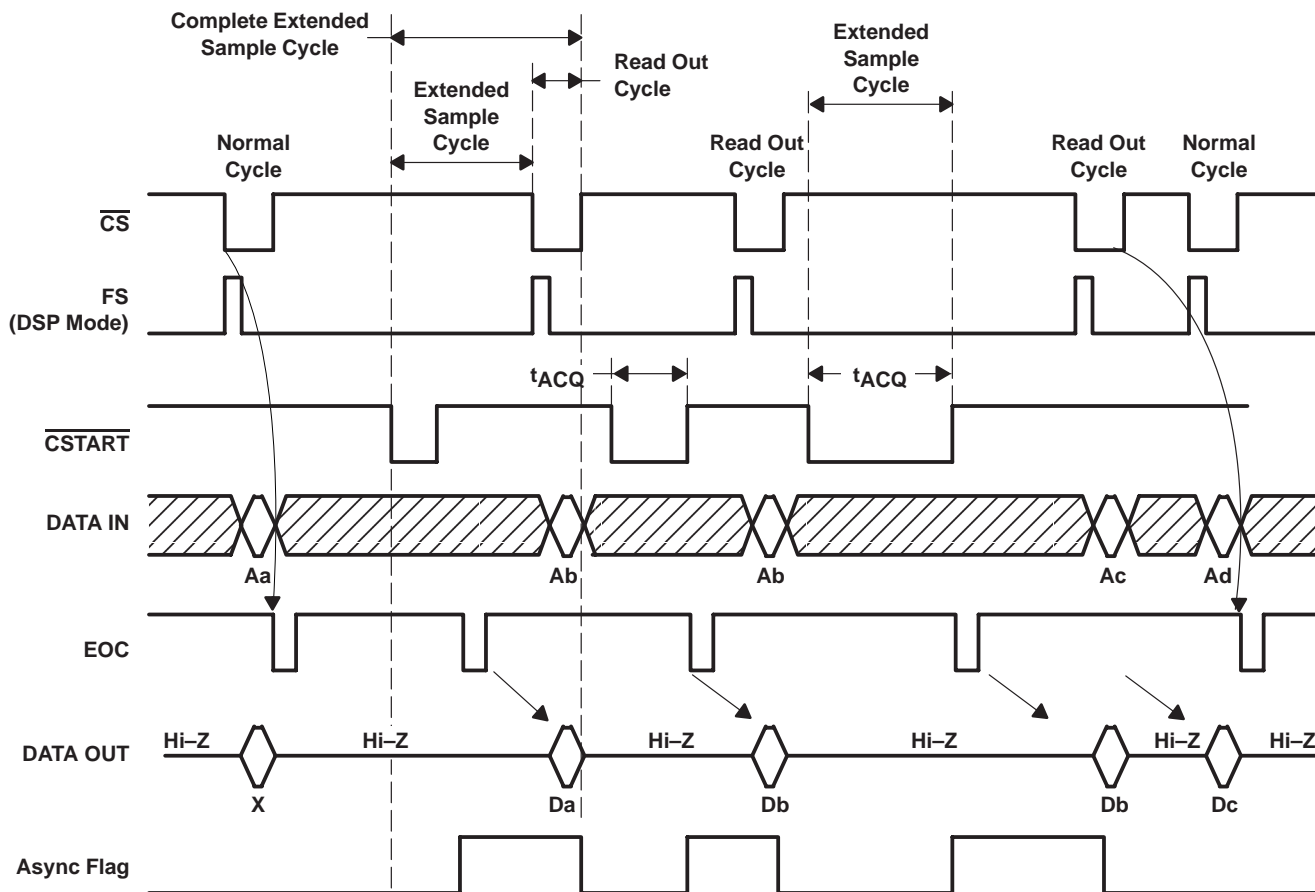 Complete Extended
Sample Cycle
Extended
Sample
Cycle
Read Out
Cycle
Extended
Sample
Cycle
Normal
Cycle
Read Out
Cycle
Read Out
Cycle
Normal
Cycle
CS
FS
(DSP Mode)
tACQ
tACQ
CSTART
DATA IN
Aa
Ab
Ab
Ac
Ad
EOC
DATA OUT
Hi–Z
Hi–Z
Hi–Z
Hi–Z
Hi–Z
Hi–Z
X
Da
Db
Db
Dc
Async Flag